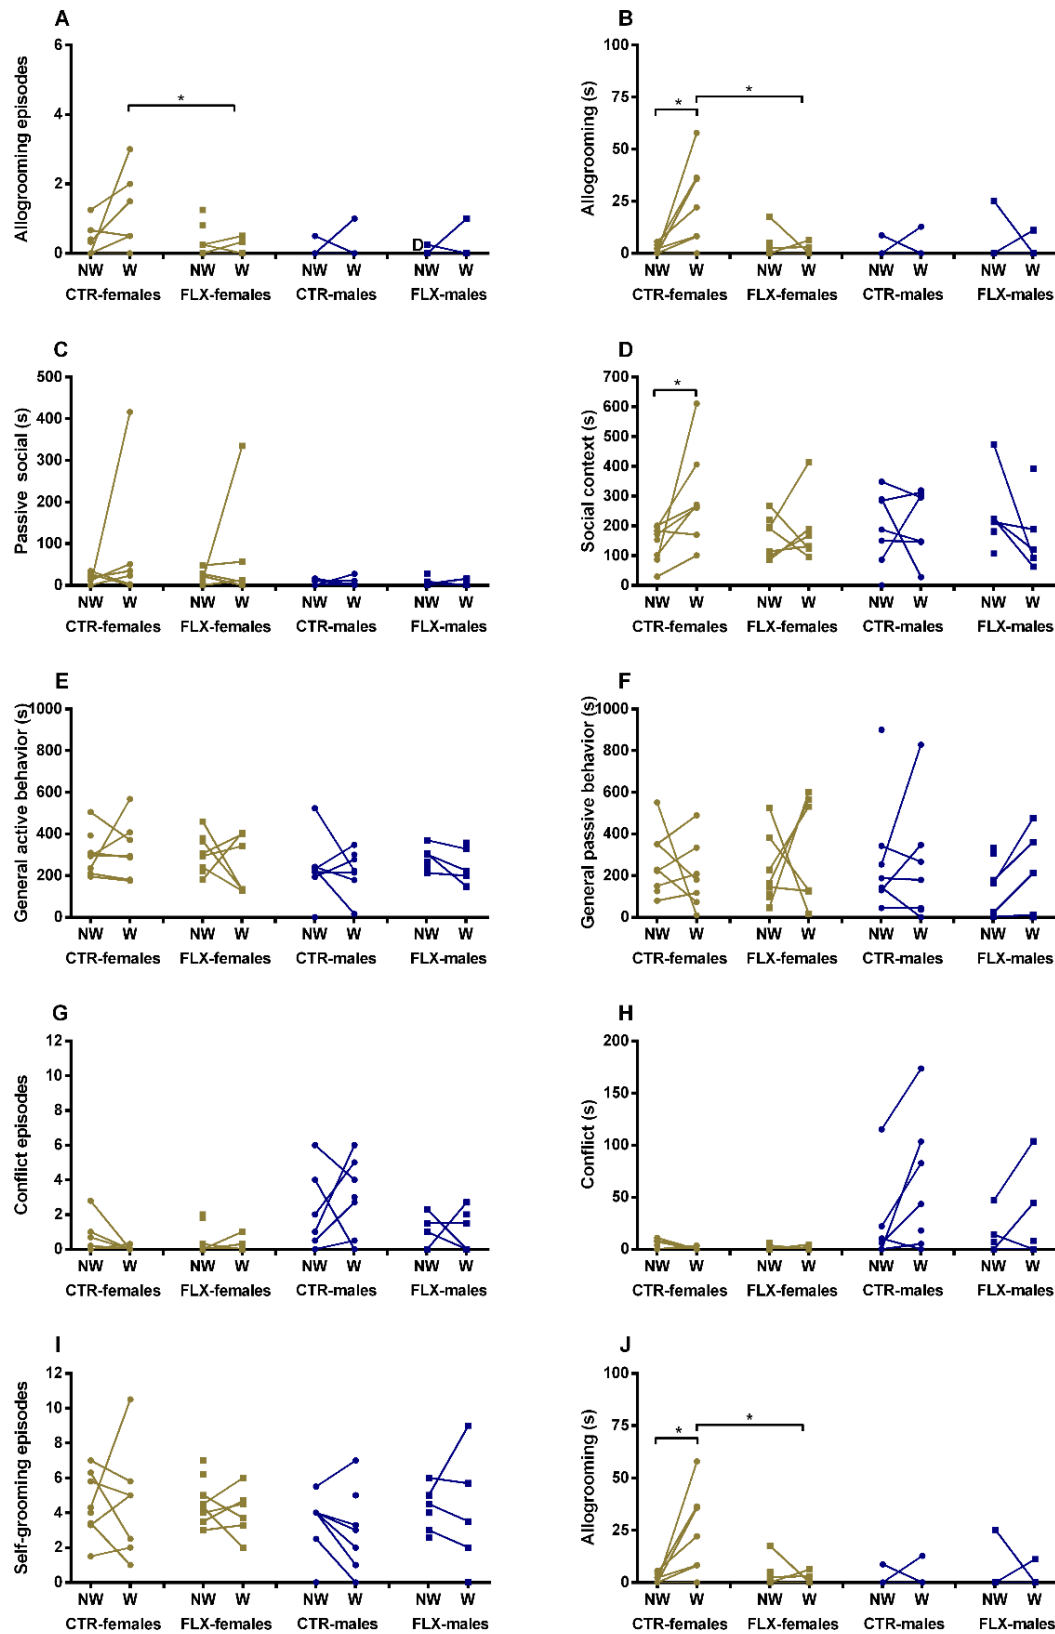 A
Allogrooming episodes
6
4
2
0
*
D
NW W NW W NW W NW W
CTR-females FLX-females CTR-males FLX-males
B
Allogrooming (s)
100
75
50
25
0
* *
NW W NW W NW W NW W
CTR-females FLX-females CTR-males FLX-males
C
Passive social (s)
500
400
300
200
100
0
NW W NW W NW W NW W
CTR-females FLX-females CTR-males FLX-males
D
Social context (s)
700
600
500
400
300
200
100
0
*
NW W NW W NW W NW W
CTR-females FLX-females CTR-males FLX-males
E
General active behavior (s)
1000
800
600
400
200
0
NW W NW W NW W NW W
CTR-females FLX-females CTR-males FLX-males
F
General passive behavior (s)
1000
800
600
400
200
0
NW W NW W NW W NW W
CTR-females FLX-females CTR-males FLX-males
G
Conflict episodes
12
10
8
6
4
2
0
NW W NW W NW W NW W
CTR-females FLX-females CTR-males FLX-males
H
Conflict (s)
200
150
100
50
0
NW W NW W NW W NW W
CTR-females FLX-females CTR-males FLX-males
I
Self-grooming episodes
12
10
8
6
4
2
0
NW W NW W NW W NW W
CTR-females FLX-females CTR-males FLX-males
J
Allogrooming (s)
100
75
50
25
0
* *
NW W NW W NW W NW W
CTR-females FLX-females CTR-males FLX-males